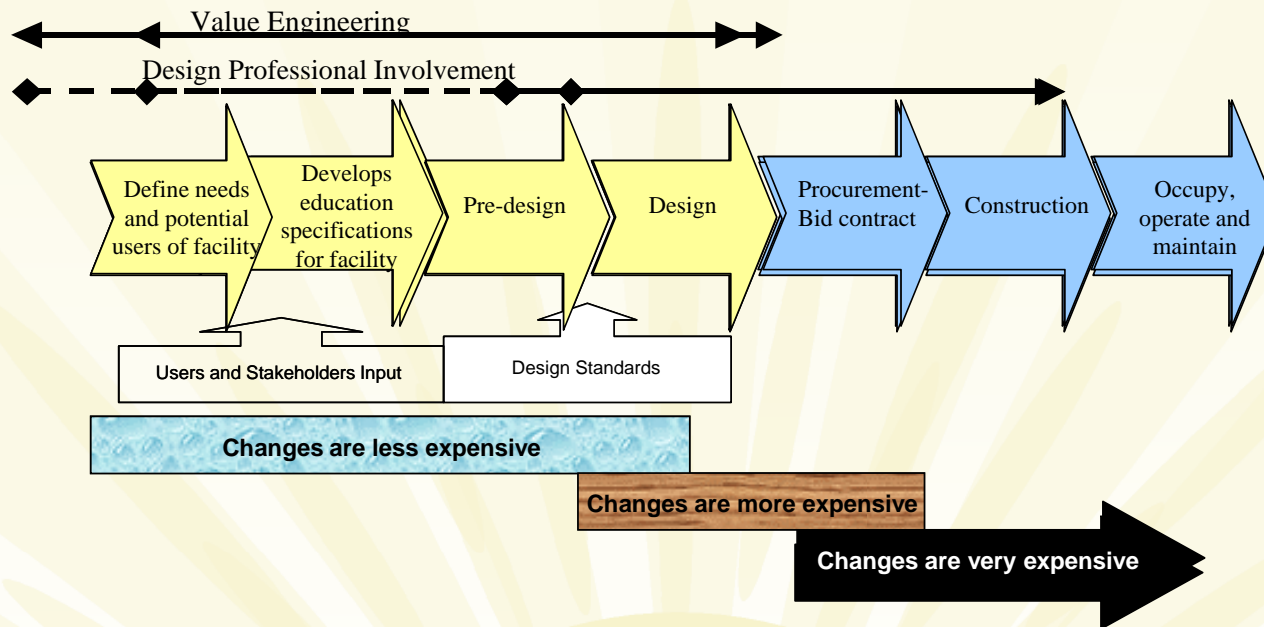 Value Engineering
Design Professional Involvement
Define needs
and potential
users of facility
Develops
education
specifications
for facility
Pre-design
Design
Procurement-
Bid contract
Construction
Occupy,
operate and
maintain
Users and Stakeholders Input
Design Standards
Changes are less expensive
Changes are more expensive
Changes are very expensive